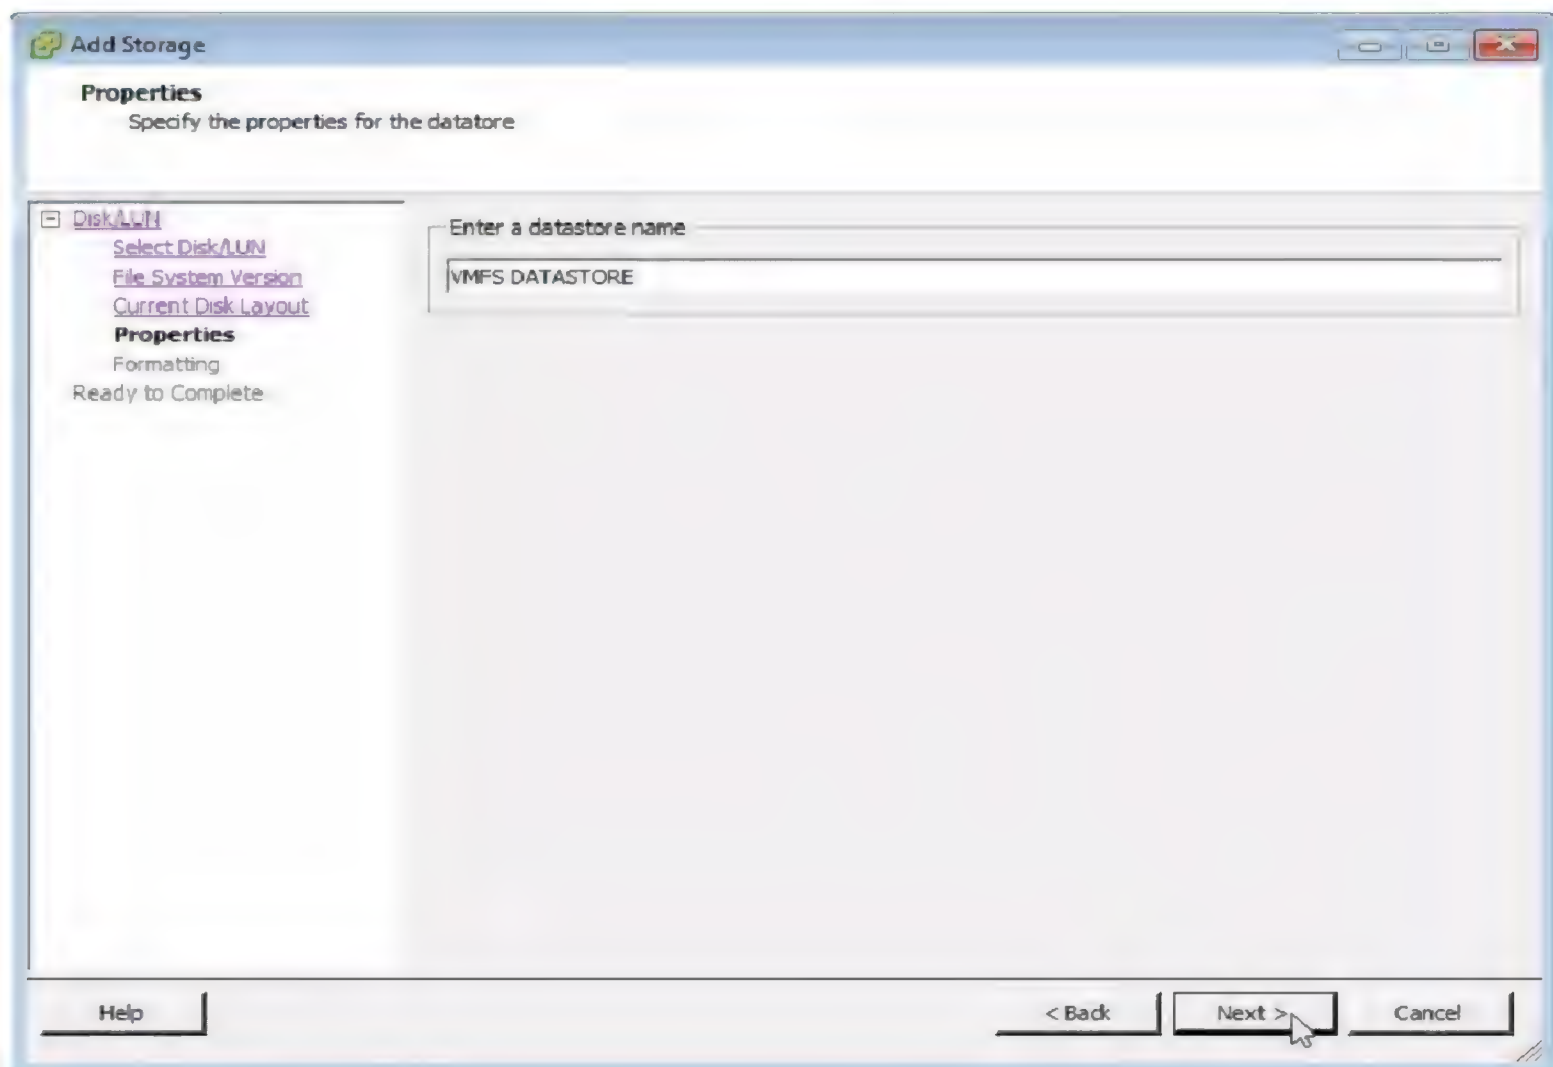 Add Storage
Properties
Specify the properties for the datatore
Disk/LUN
Select Disk/LUN
File System Version
Current Disk Layout
Properties
Formatting
Ready to Complete
Enter a datastore name
VMFS DATASTORE
Help
< Back
Next >
Cancel